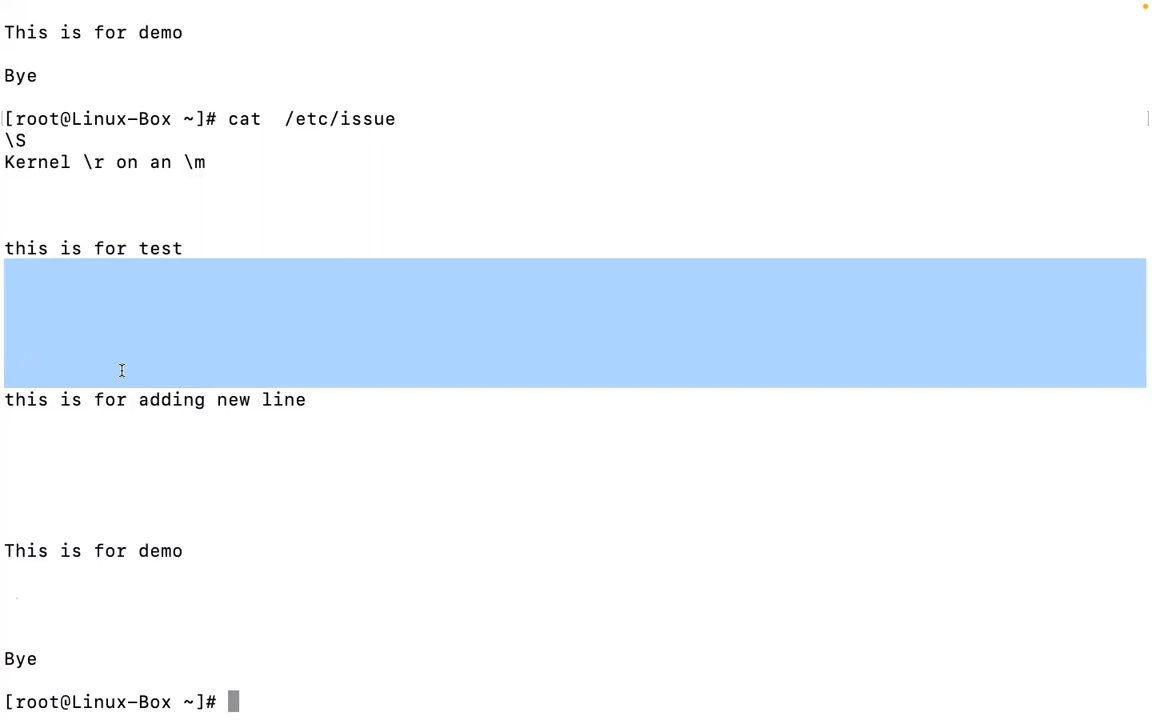 This is for demo
Bye
[root@Linux-Box ~]# cat  /etc/issue
\S
Kernel \r on an \m
this is for test
this is for adding new line
This is for demo
Bye
[root@Linux-Box ~]#